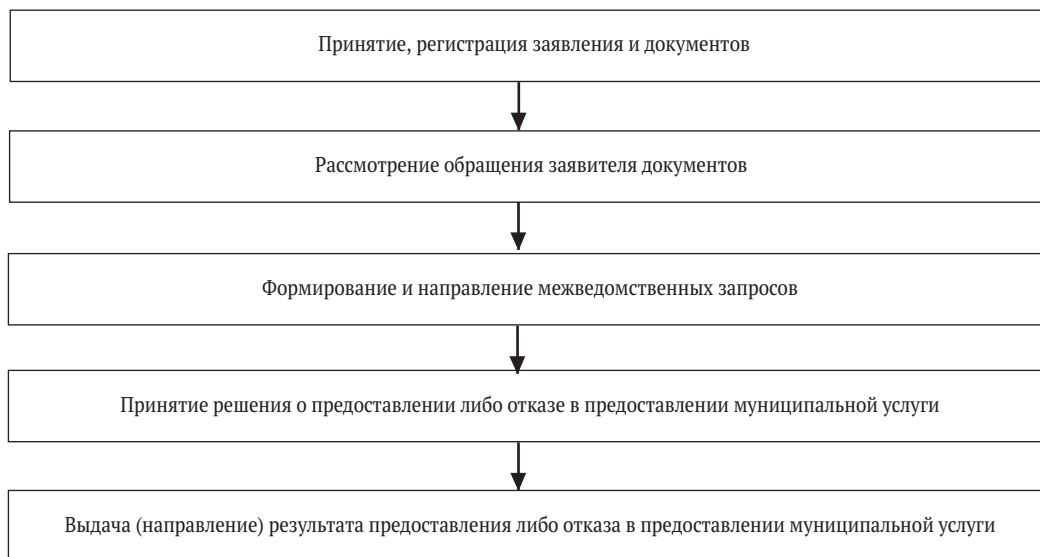 Принятие, регистрация заявления и документов
Рассмотрение обращения заявителя документов
Формирование и направление межведомственных запросов
Принятие решения о предоставлении либо отказе в предоставлении муниципальной услуги
Выдача (направление) результата предоставления либо отказа в предоставлении муниципальной услуги